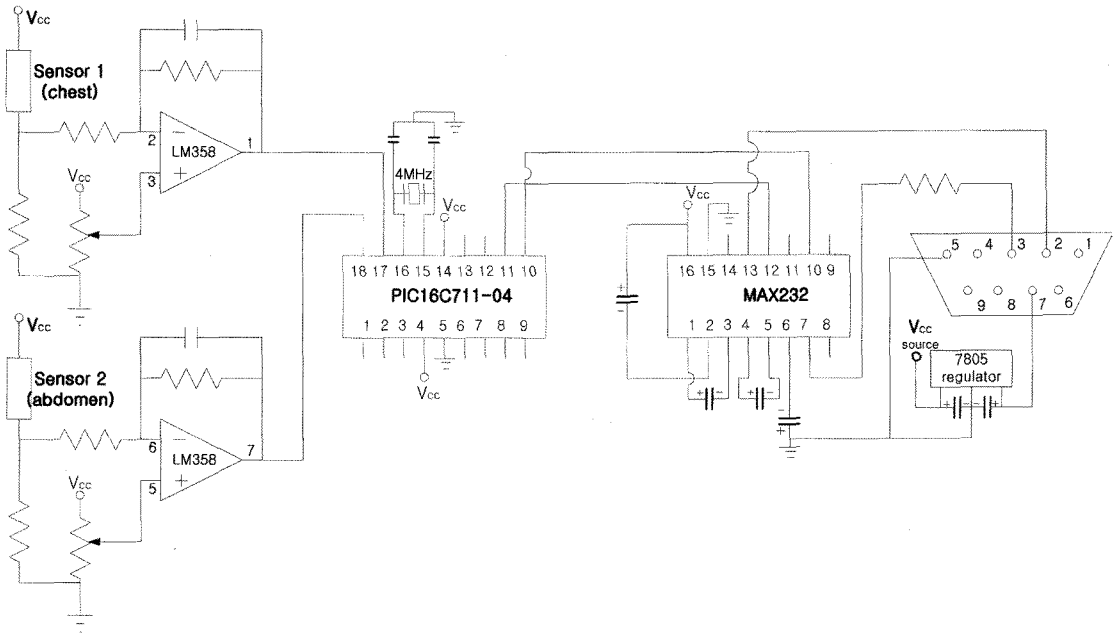 Vcc
Sensor 1
(chest)
2
1
LM358
3
Vcc
4MHz
Vcc
18 17 16 15 14 13 12 11 10
PIC16C711-04
1 2 3 4 5 6 7 8 9
Vcc
Vcc
16 15 14 13 12 11 10 9
MAX232
1 2 3 4 5 6 7 8
5 4 3 2 1
9 8 7 6
Vcc
source
7805
regulator
+ - + -
Vcc
Sensor 2
(abdomen)
6
7
LM358
5
Vcc